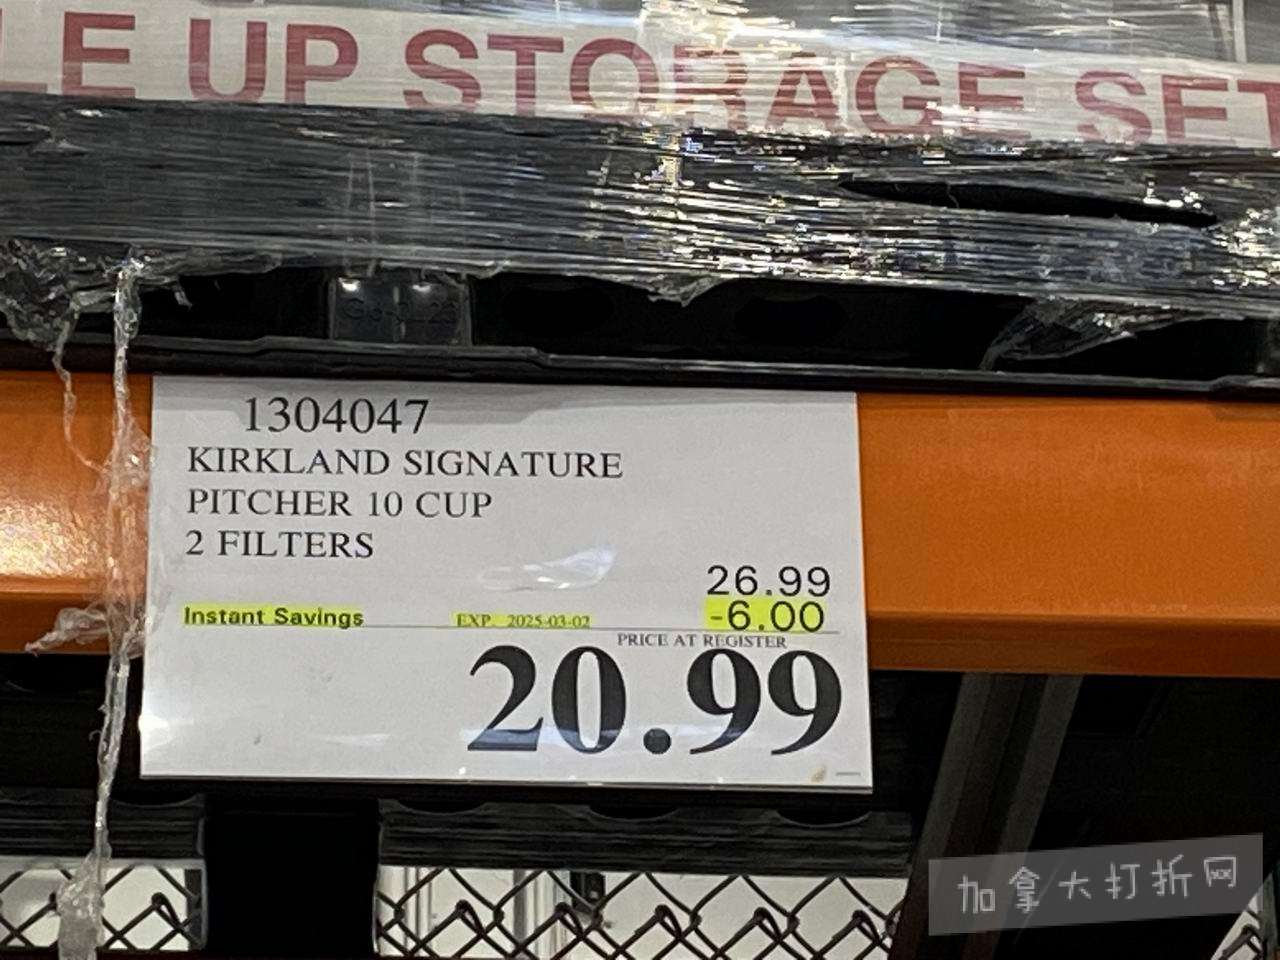 LE UP STORAGE SET
1304047
KIRKLAND SIGNATURE
PITCHER 10 CUP
2 FILTERS
26.99
Instant Savings EXP. 2025-03-02 -6.00
PRICE AT REGISTER
20.99
加拿大打折网